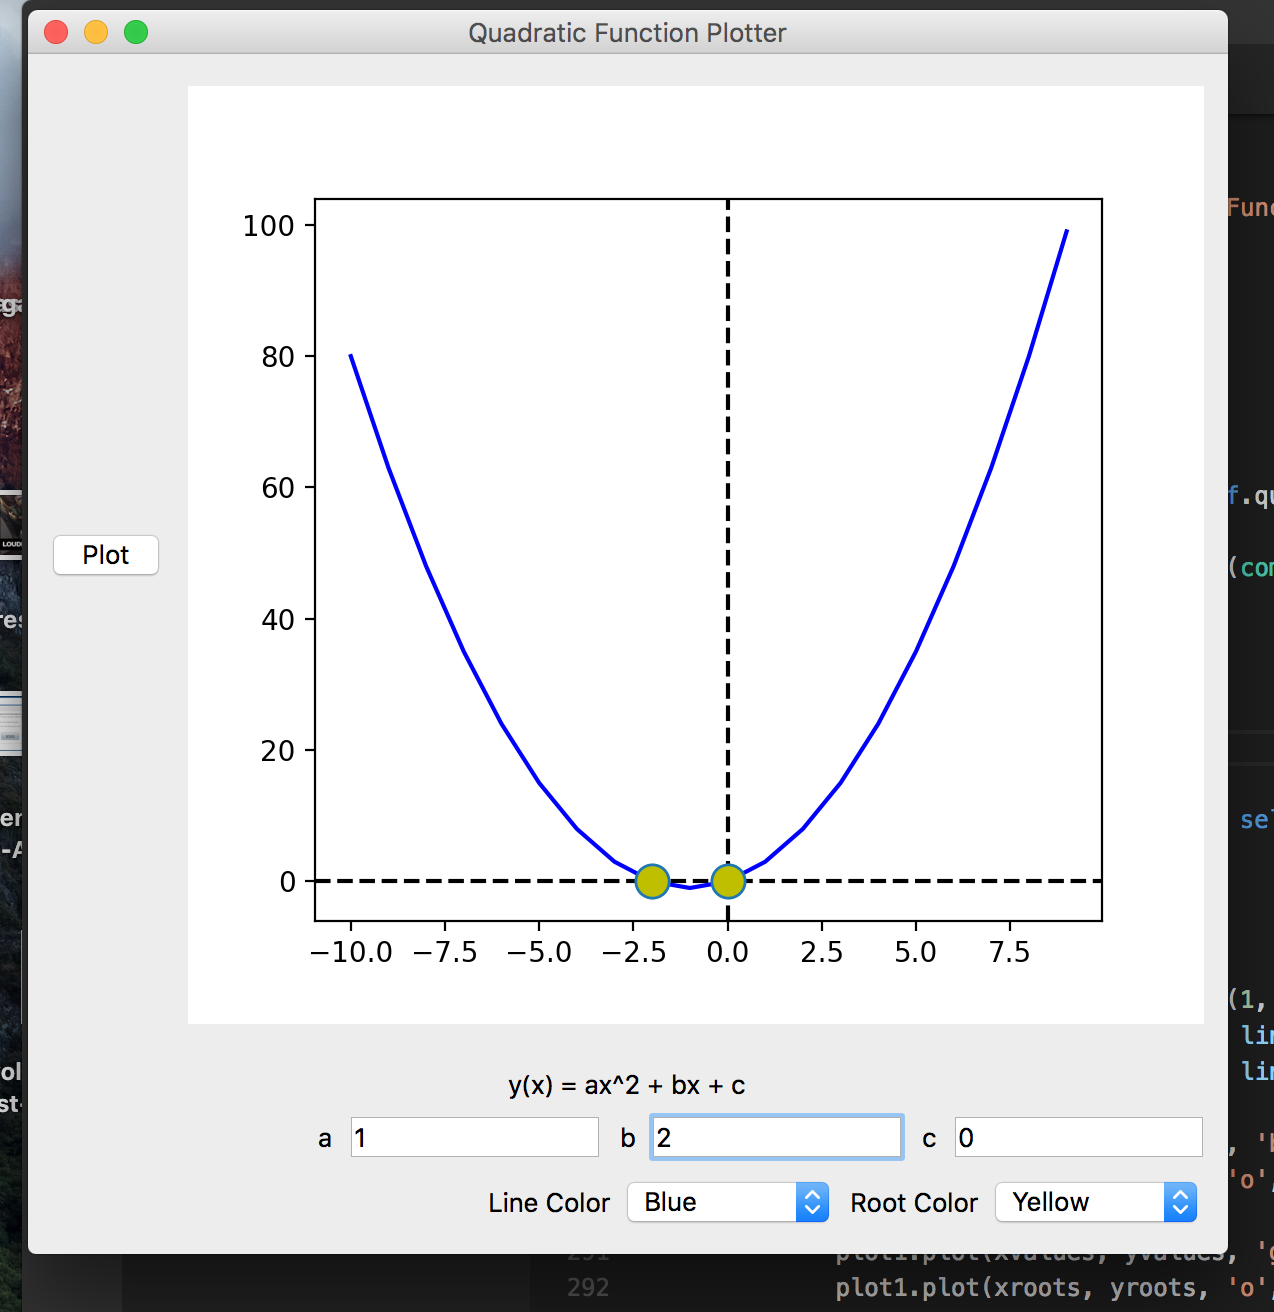 Quadratic Function Plotter
100
80
60
40
20
0
−10.0 −7.5 −5.0 −2.5 0.0 2.5 5.0 7.5
Plot
y(x) = ax^2 + bx + c
a 1 b 2 c 0
Line Color Blue Root Color Yellow
Func
f.qu
(com
sel
(1,
lin
lin
'o'
292 plot1.plot(xroots, yroots, 'o',